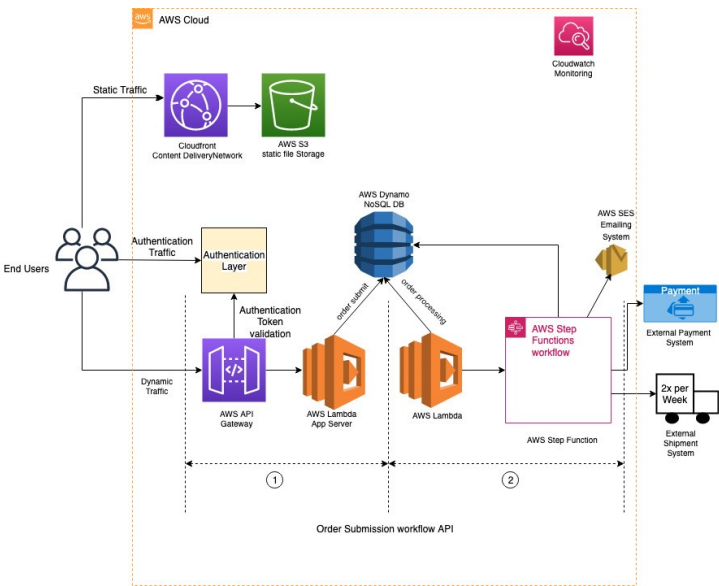 aws
AWS Cloud
Cloudwatch
Monitoring
Static Traffic
Cloudfront
Content DeliveryNetwork
AWS S3
static file Storage
AWS Dynamo
NoSQL DB
AWS SES
Emailing
System
End Users
Authentication
Traffic
Authentication
Layer
Authentication
Token
validation
order submit
order processing
Payment
External Payment
System
AWS Step
Functions
workflow
</>
Dynamic
Traffic
AWS API
Gateway
AWS Lambda
App Server
AWS Lambda
AWS Step Function
2x per
Week
External
Shipment
System
1
2
Order Submission workflow API